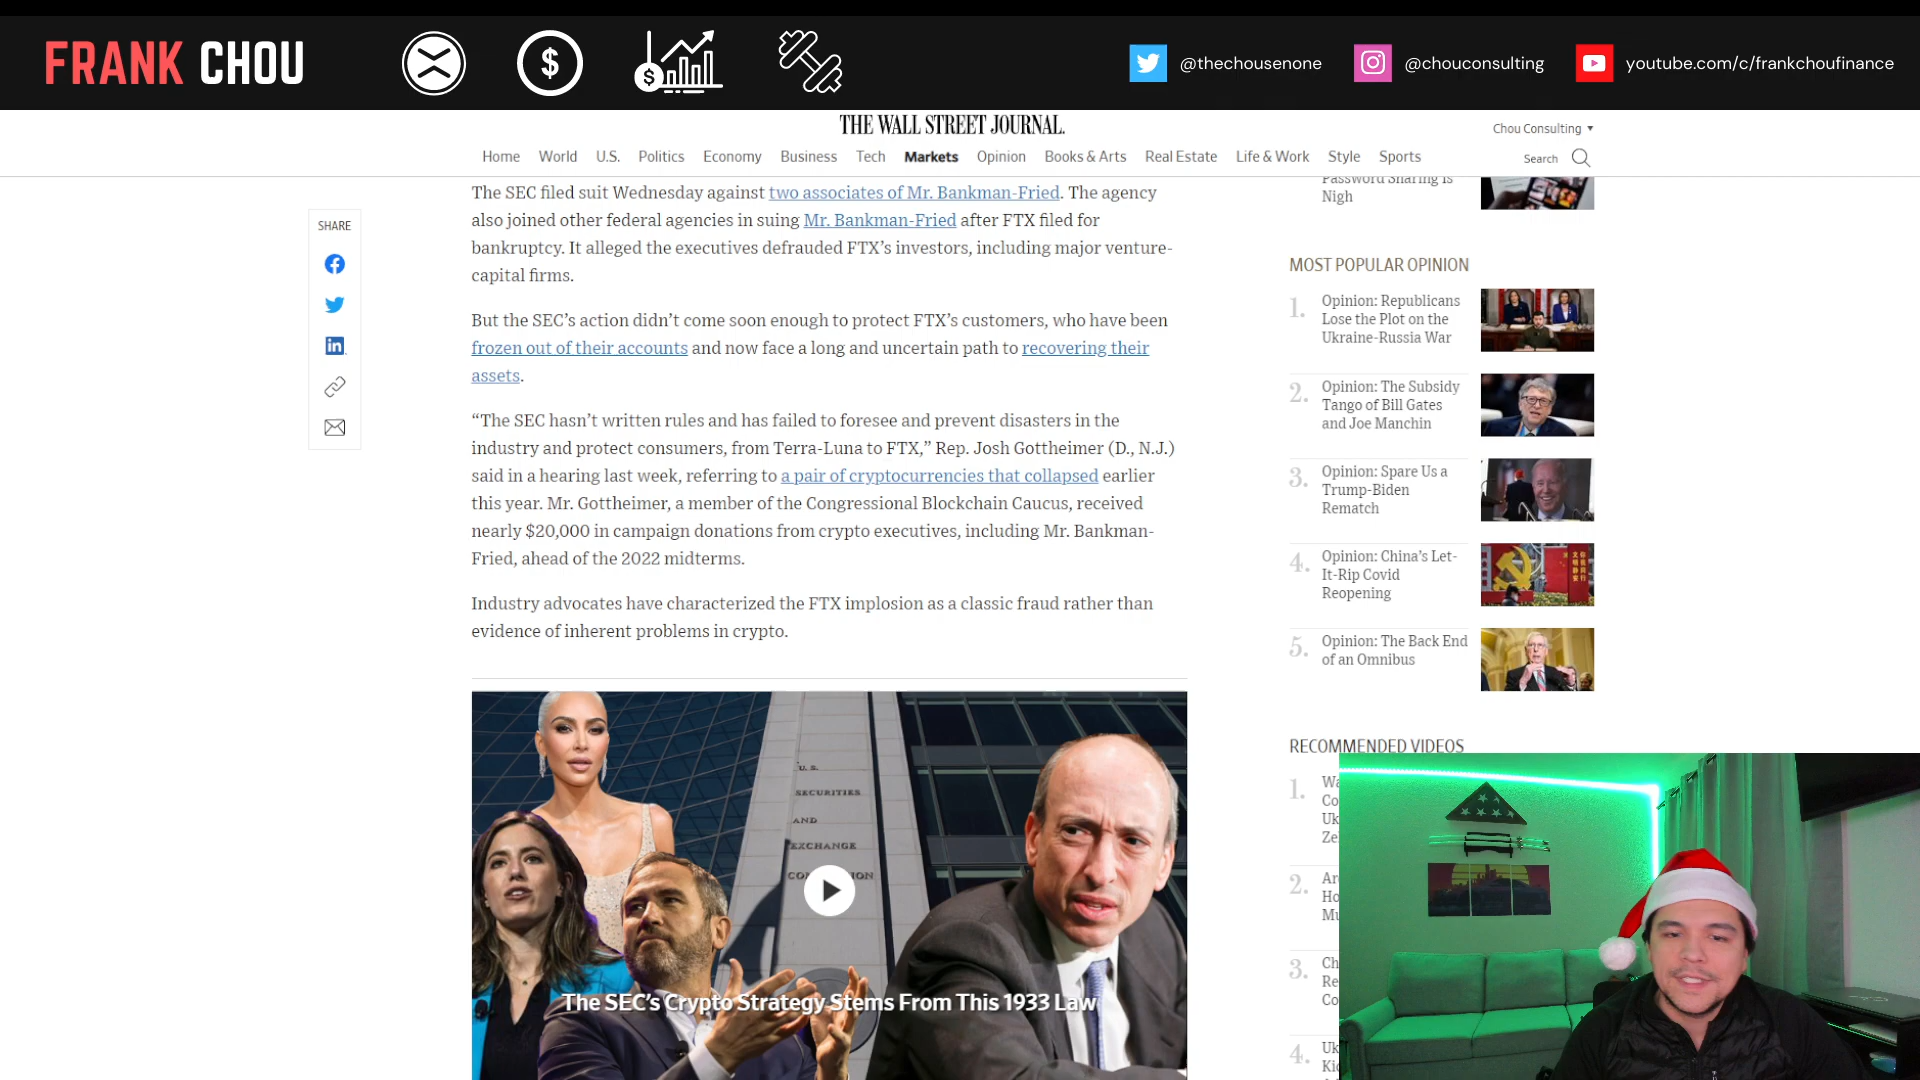 FRANK CHOU
@thechousenone
@chouconsulting
youtube.com/c/frankchoufinance
THE WALL STREET JOURNAL.
Chou Consulting
Home World U.S. Politics Economy Business Tech Markets Opinion Books & Arts Real Estate Life & Work Style Sports
Search
SHARE
The SEC filed suit Wednesday against two associates of Mr. Bankman-Fried. The agency
also joined other federal agencies in suing Mr. Bankman-Fried after FTX filed for
bankruptcy. It alleged the executives defrauded FTX’s investors, including major venture-
capital firms.
But the SEC’s action didn’t come soon enough to protect FTX’s customers, who have been
frozen out of their accounts and now face a long and uncertain path to recovering their
assets.
“The SEC hasn’t written rules and has failed to foresee and prevent disasters in the
industry and protect consumers, from Terra-Luna to FTX,” Rep. Josh Gottheimer (D., N.J.)
said in a hearing last week, referring to a pair of cryptocurrencies that collapsed earlier
this year. Mr. Gottheimer, a member of the Congressional Blockchain Caucus, received
nearly $20,000 in campaign donations from crypto executives, including Mr. Bankman-
Fried, ahead of the 2022 midterms.
Industry advocates have characterized the FTX implosion as a classic fraud rather than
evidence of inherent problems in crypto.
U.S.
SECURITIES
AND
EXCHANGE
The SEC’s Crypto Strategy Stems From This 1933 Law
Password Sharing Is
Nigh
MOST POPULAR OPINION
1. Opinion: Republicans
Lose the Plot on the
Ukraine-Russia War
2. Opinion: The Subsidy
Tango of Bill Gates
and Joe Manchin
3. Opinion: Spare Us a
Trump-Biden
Rematch
4. Opinion: China’s Let-
It-Rip Covid
Reopening
5. Opinion: The Back End
of an Omnibus
RECOMMENDED VIDEOS
1.
2.
3.
4.